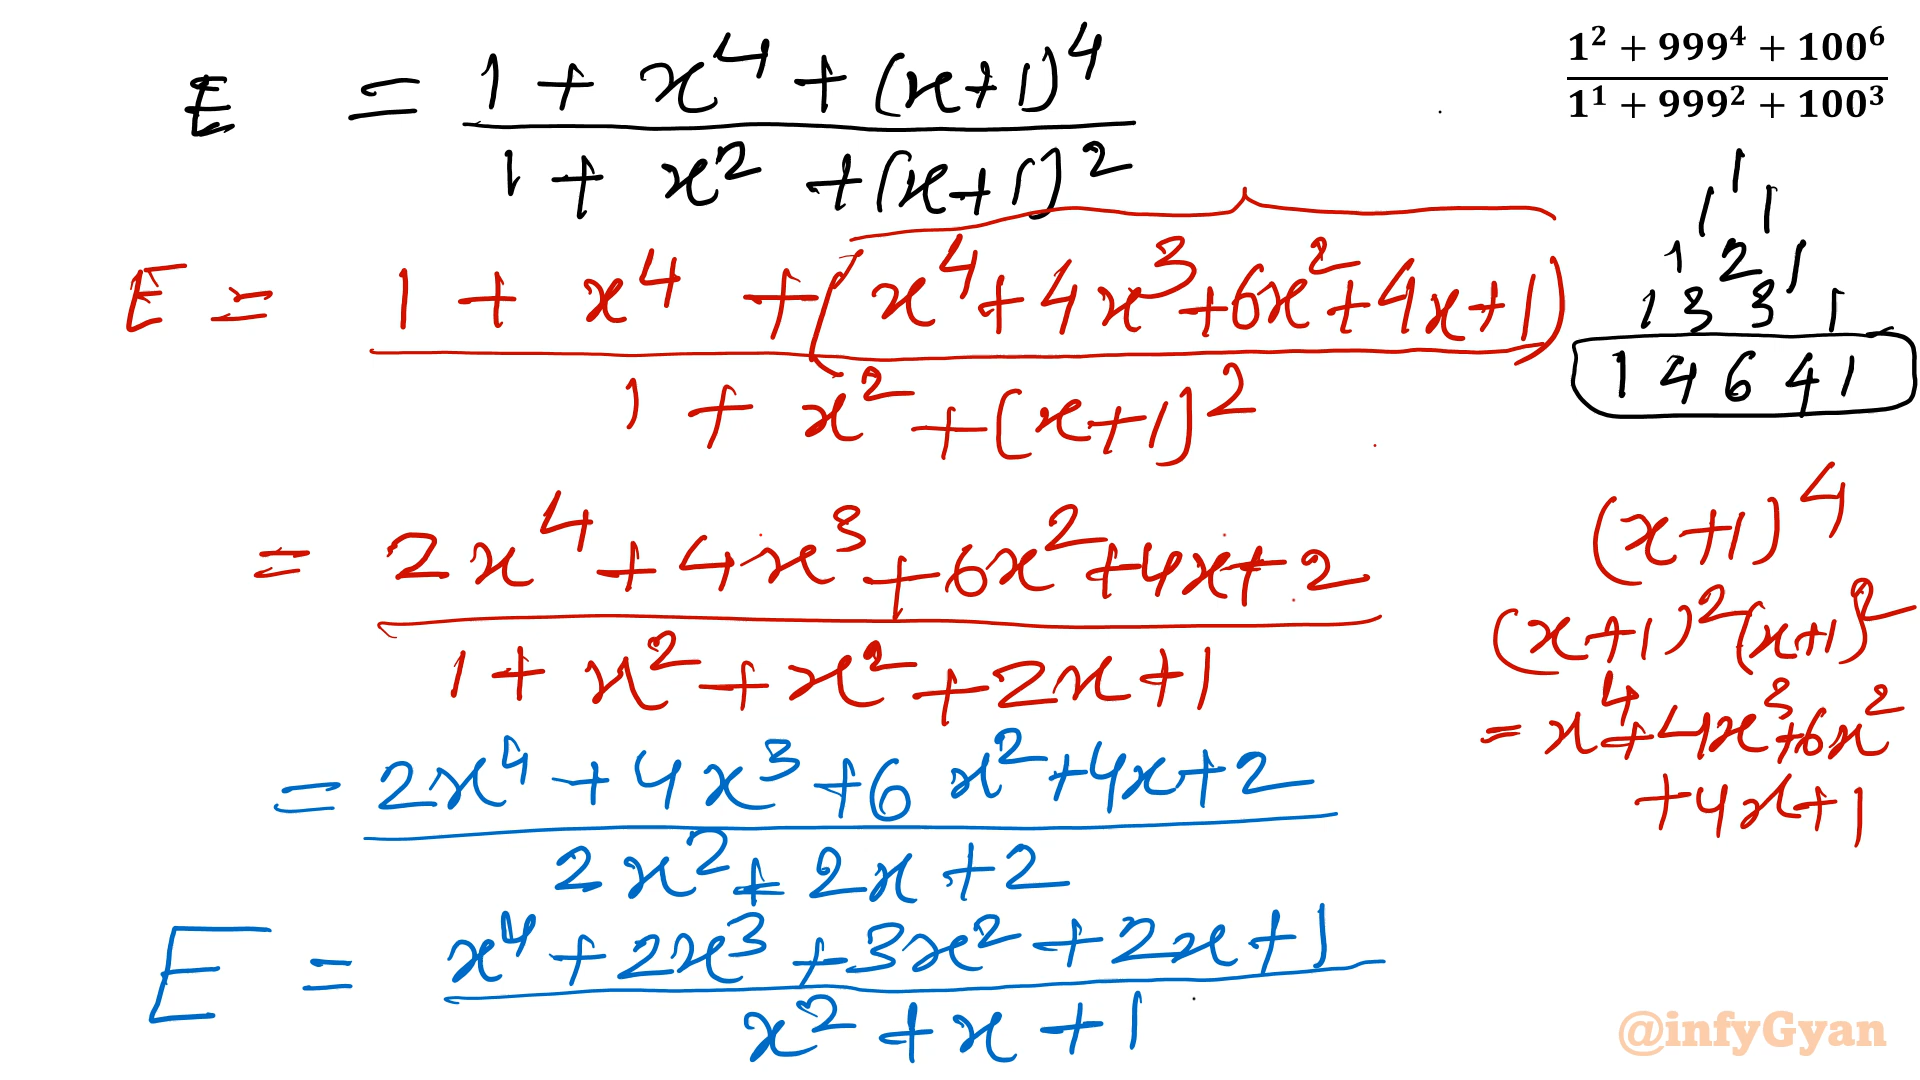 E = (1 + x⁴ + (x+1)⁴) / (1 + x² + (x+1)²)
1² + 999⁴ + 100⁶
1¹ + 999² + 100³
1
1 1
1 2 1
1 3 3 1
1 4 6 4 1
E = (1 + x⁴ + (x⁴ + 4x³ + 6x² + 4x + 1)) / (1 + x² + (x+1)²)
= (2x⁴ + 4x³ + 6x² + 4x + 2) / (1 + x² + x² + 2x + 1)
(x+1)⁴
(x+1)² (x+1)²
= x⁴ + 4x³ + 6x²
+ 4x + 1
= (2x⁴ + 4x³ + 6x² + 4x + 2) / (2x² + 2x + 2)
E = (x⁴ + 2x³ + 3x² + 2x + 1) / (x² + x + 1)
@infyGyan